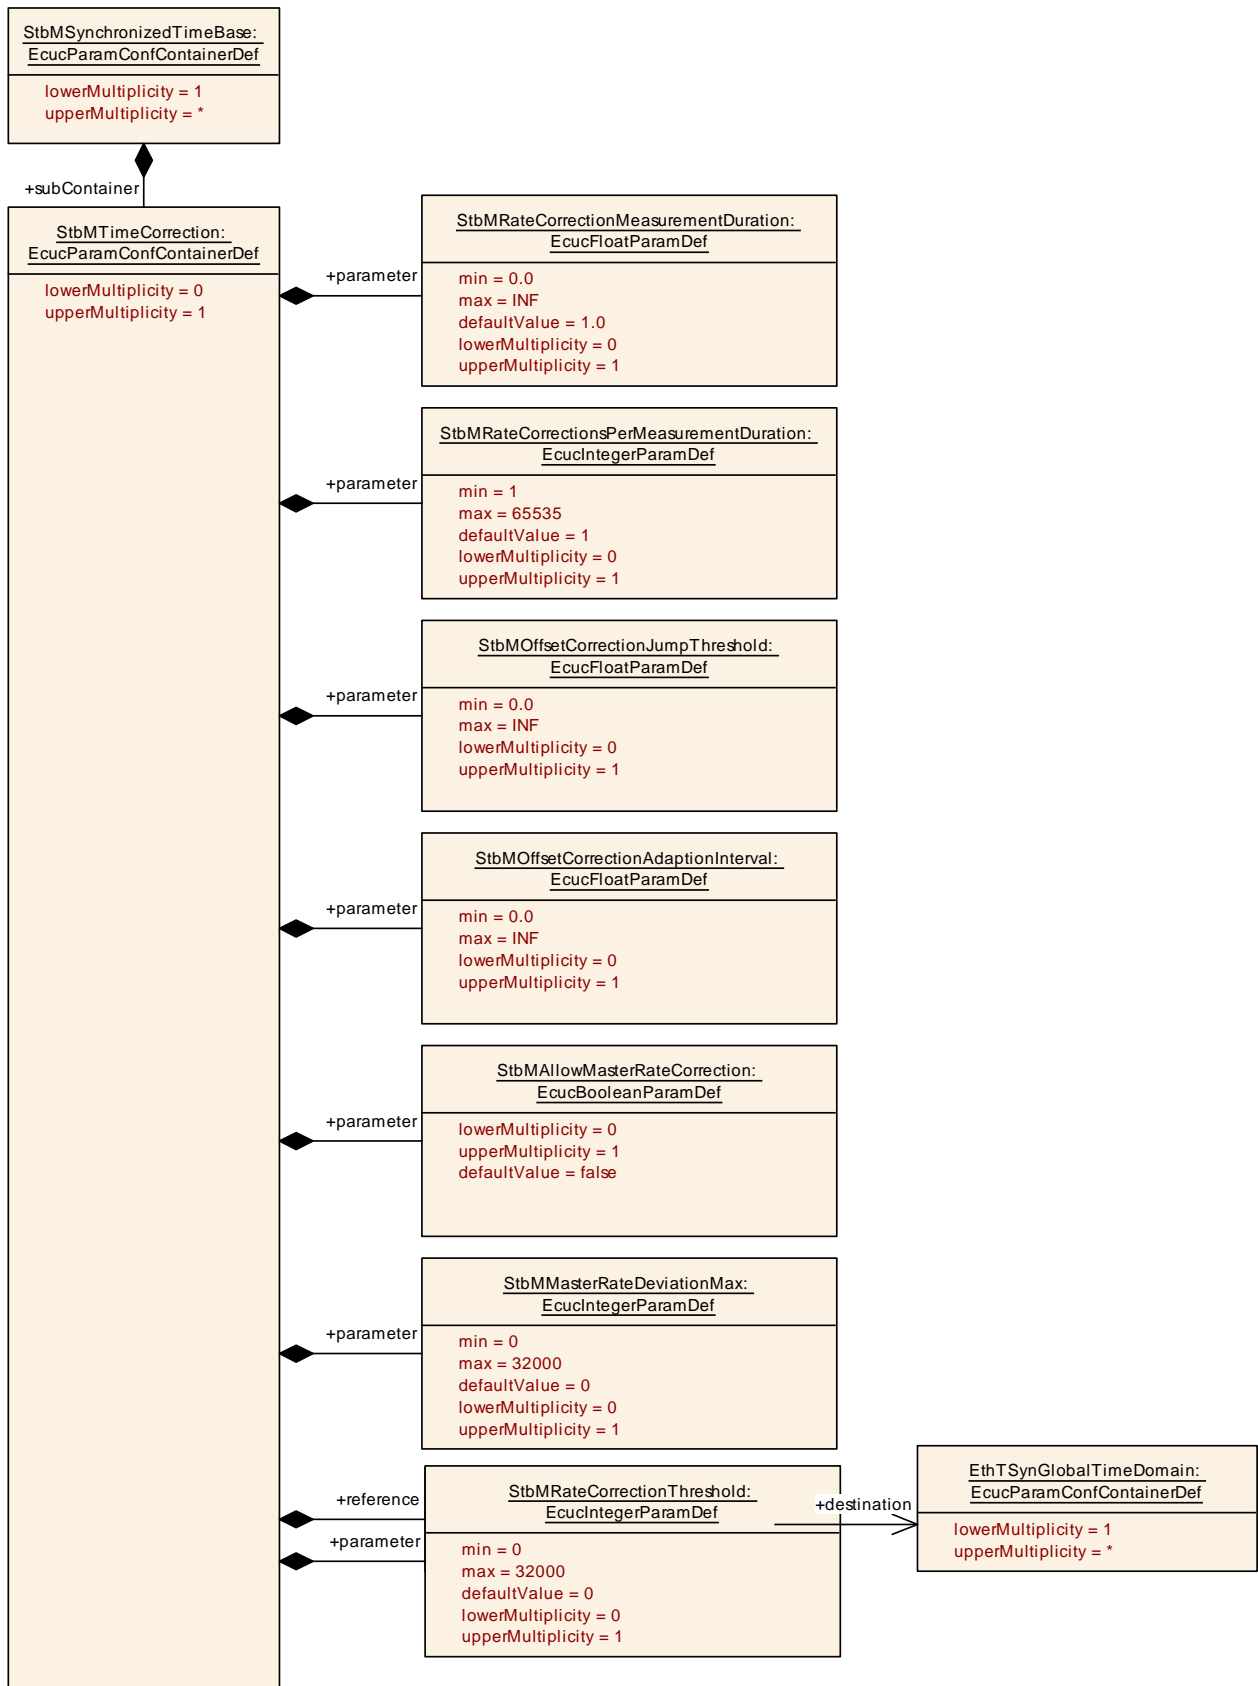 StbMSynchronizedTimeBase:
EcucParamConfContainerDef
lowerMultiplicity = 1
upperMultiplicity = *
+subContainer
StbMTimeCorrection:
EcucParamConfContainerDef
lowerMultiplicity = 0
upperMultiplicity = 1
+parameter
StbMRateCorrectionMeasurementDuration:
EcucFloatParamDef
min = 0.0
max = INF
defaultValue = 1.0
lowerMultiplicity = 0
upperMultiplicity = 1
+parameter
StbMRateCorrectionsPerMeasurementDuration:
EcucIntegerParamDef
min = 1
max = 65535
defaultValue = 1
lowerMultiplicity = 0
upperMultiplicity = 1
+parameter
StbMOffsetCorrectionJumpThreshold:
EcucFloatParamDef
min = 0.0
max = INF
lowerMultiplicity = 0
upperMultiplicity = 1
+parameter
StbMOffsetCorrectionAdaptionInterval:
EcucFloatParamDef
min = 0.0
max = INF
lowerMultiplicity = 0
upperMultiplicity = 1
+parameter
StbMAllowMasterRateCorrection:
EcucBooleanParamDef
lowerMultiplicity = 0
upperMultiplicity = 1
defaultValue = false
+parameter
StbMMasterRateDeviationMax:
EcucIntegerParamDef
min = 0
max = 32000
defaultValue = 0
lowerMultiplicity = 0
upperMultiplicity = 1
+reference
+parameter
StbMRateCorrectionThreshold:
EcucIntegerParamDef
min = 0
max = 32000
defaultValue = 0
lowerMultiplicity = 0
upperMultiplicity = 1
+destination
EthTSynGlobalTimeDomain:
EcucParamConfContainerDef
lowerMultiplicity = 1
upperMultiplicity = *